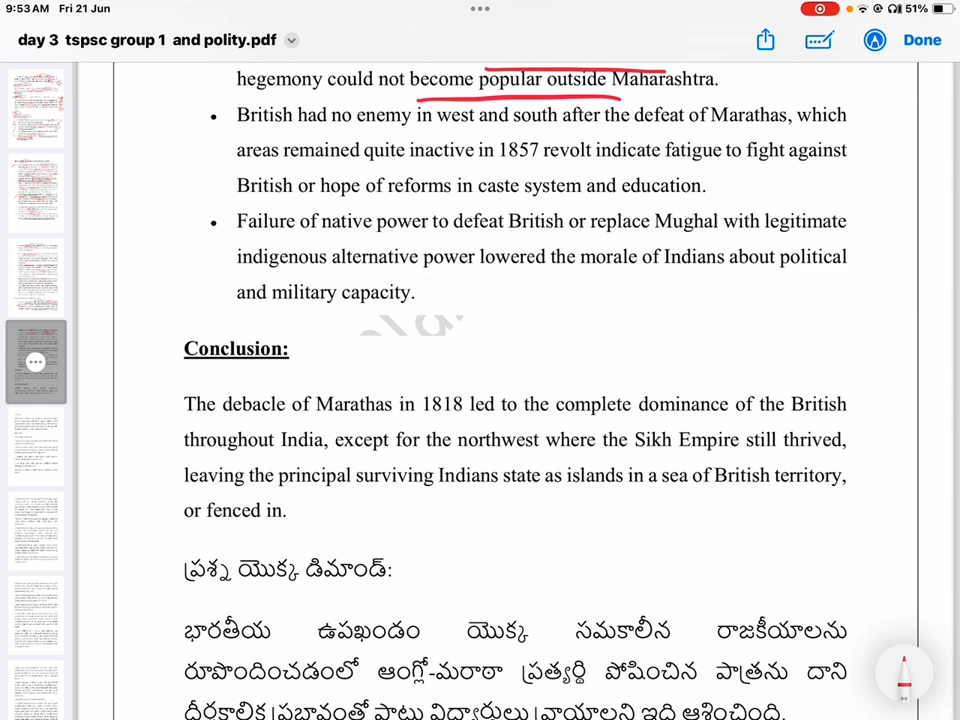 9:53 AM Fri 21 Jun
51%
day 3 tspsc group 1 and polity.pdf
Done
hegemony could not become popular outside Maharashtra.
• British had no enemy in west and south after the defeat of Marathas, which
areas remained quite inactive in 1857 revolt indicate fatigue to fight against
British or hope of reforms in caste system and education.
• Failure of native power to defeat British or replace Mughal with legitimate
indigenous alternative power lowered the morale of Indians about political
and military capacity.
Conclusion:
The debacle of Marathas in 1818 led to the complete dominance of the British
throughout India, except for the northwest where the Sikh Empire still thrived,
leaving the principal surviving Indians state as islands in a sea of British territory,
or fenced in.
ప్రశ్న యొక్క డిమాండ్:
భారతీయ ఉపఖండం యొక్క సమకాలీన రాజకీయాలను
రూపొందించడంలో ఆంగ్లో-మరాఠా ప్రత్యర్థి పోషించిన పాత్రను దాని
దీర్ఘకాలిక ప్రభావంతో పాటు విద్యార్థులు వ్రాయాలని ఇది ఆశించింది.